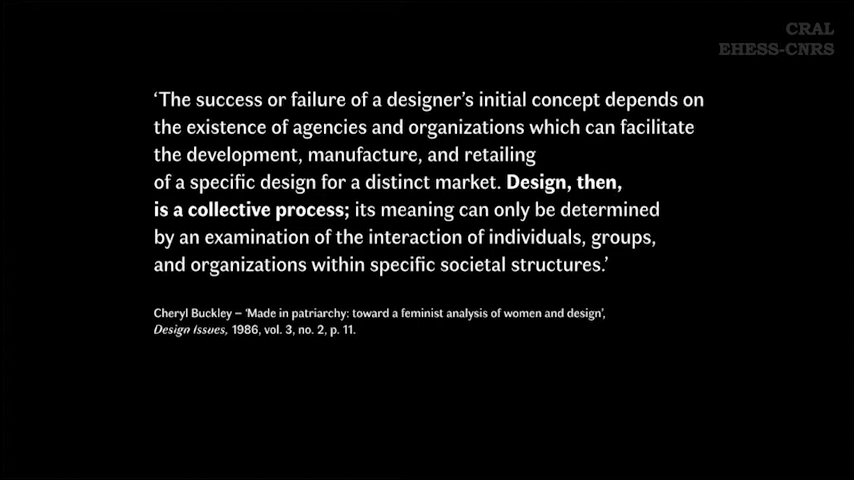 CRAL
EHESS-CNRS
‘The success or failure of a designer’s initial concept depends on
the existence of agencies and organizations which can facilitate
the development, manufacture, and retailing
of a specific design for a distinct market. Design, then,
is a collective process; its meaning can only be determined
by an examination of the interaction of individuals, groups,
and organizations within specific societal structures.’
Cheryl Buckley – ‘Made in patriarchy: toward a feminist analysis of women and design’,
Design Issues, 1986, vol. 3, no. 2, p. 11.